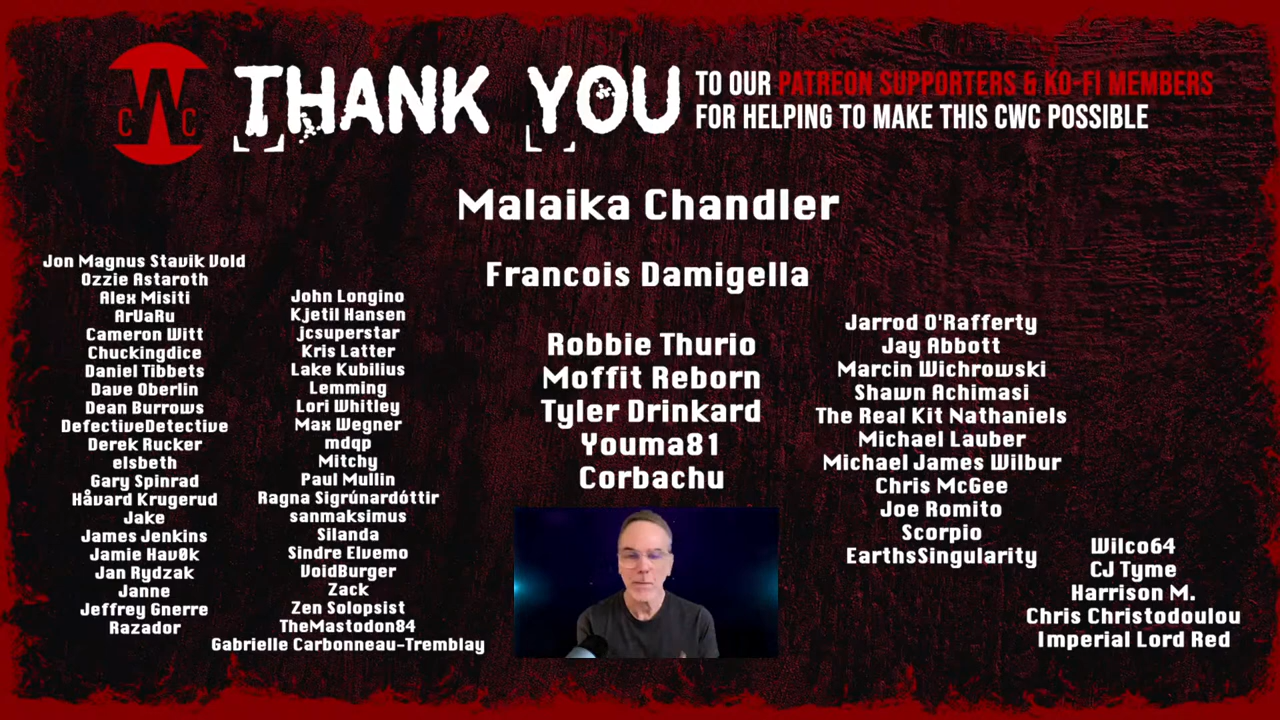 CWC
THANK YOU
TO OUR PATREON SUPPORTERS & KO-FI MEMBERS
FOR HELPING TO MAKE THIS CWC POSSIBLE
Malaika Chandler
Francois Damigella
Jon Magnus Stavik Vold
Ozzie Astaroth
Alex Misiti
ArVaRu
Cameron Witt
Chuckingdice
Daniel Tibbets
Dave Oberlin
Dean Burrows
DefectiveDetective
Derek Rucker
elsbeth
Gary Spinrad
Håvard Krugerud
Jake
James Jenkins
Jamie Hav0k
Jan Rydzak
Janne
Jeffrey Gnerre
Razador
John Longino
Kjetil Hansen
jcsuperstar
Kris Latter
Lake Kubilius
Lemming
Lori Whitley
Max Wegner
mdqp
Mitchy
Paul Mullin
Ragna Sigrúnardóttir
sanmaksimus
Silanda
Sindre Elvemo
VoidBurger
Zack
Zen Solopsist
TheMastodon84
Gabrielle Carbonneau-Tremblay
Robbie Thurio
Moffit Reborn
Tyler Drinkard
Youma81
Corbachu
Jarrod O'Rafferty
Jay Abbott
Marcin Wichrowski
Shawn Achimasi
The Real Kit Nathaniels
Michael Lauber
Michael James Wilbur
Chris McGee
Joe Romito
Scorpio
EarthsSingularity
Wilco64
CJ Tyme
Harrison M.
Chris Christodoulou
Imperial Lord Red